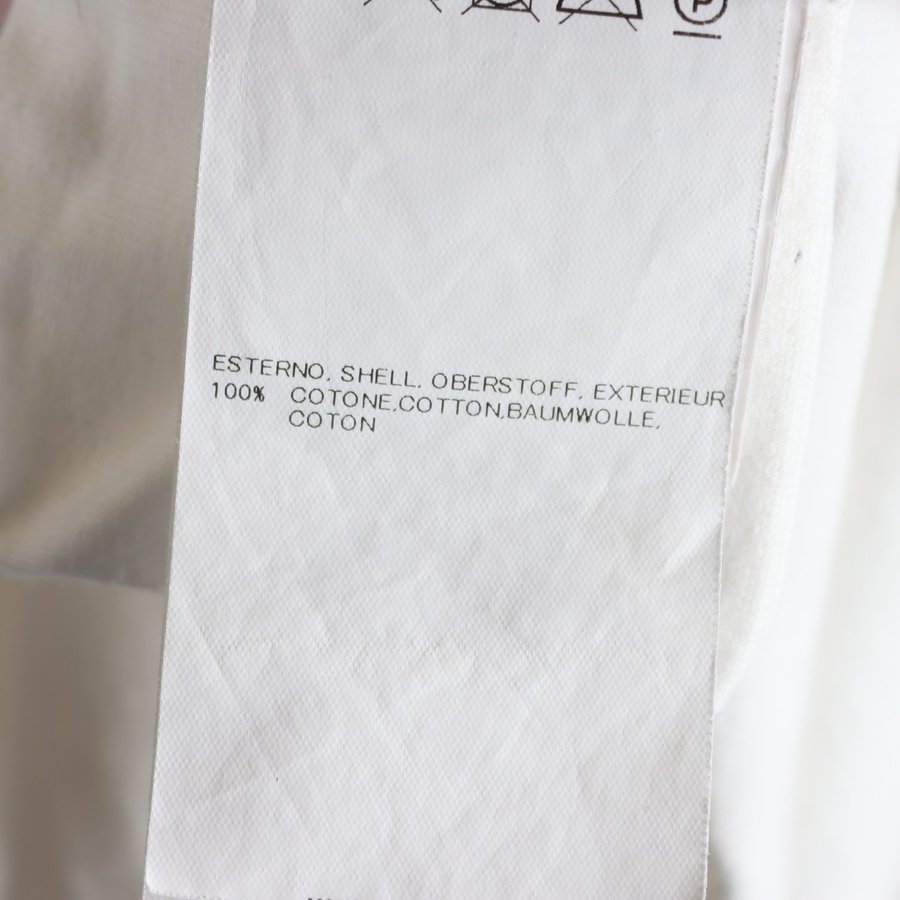 P
ESTERNO, SHELL, OBERSTOFF, EXTERIEUR
100% COTONE,COTTON,BAUMWOLLE,
COTON